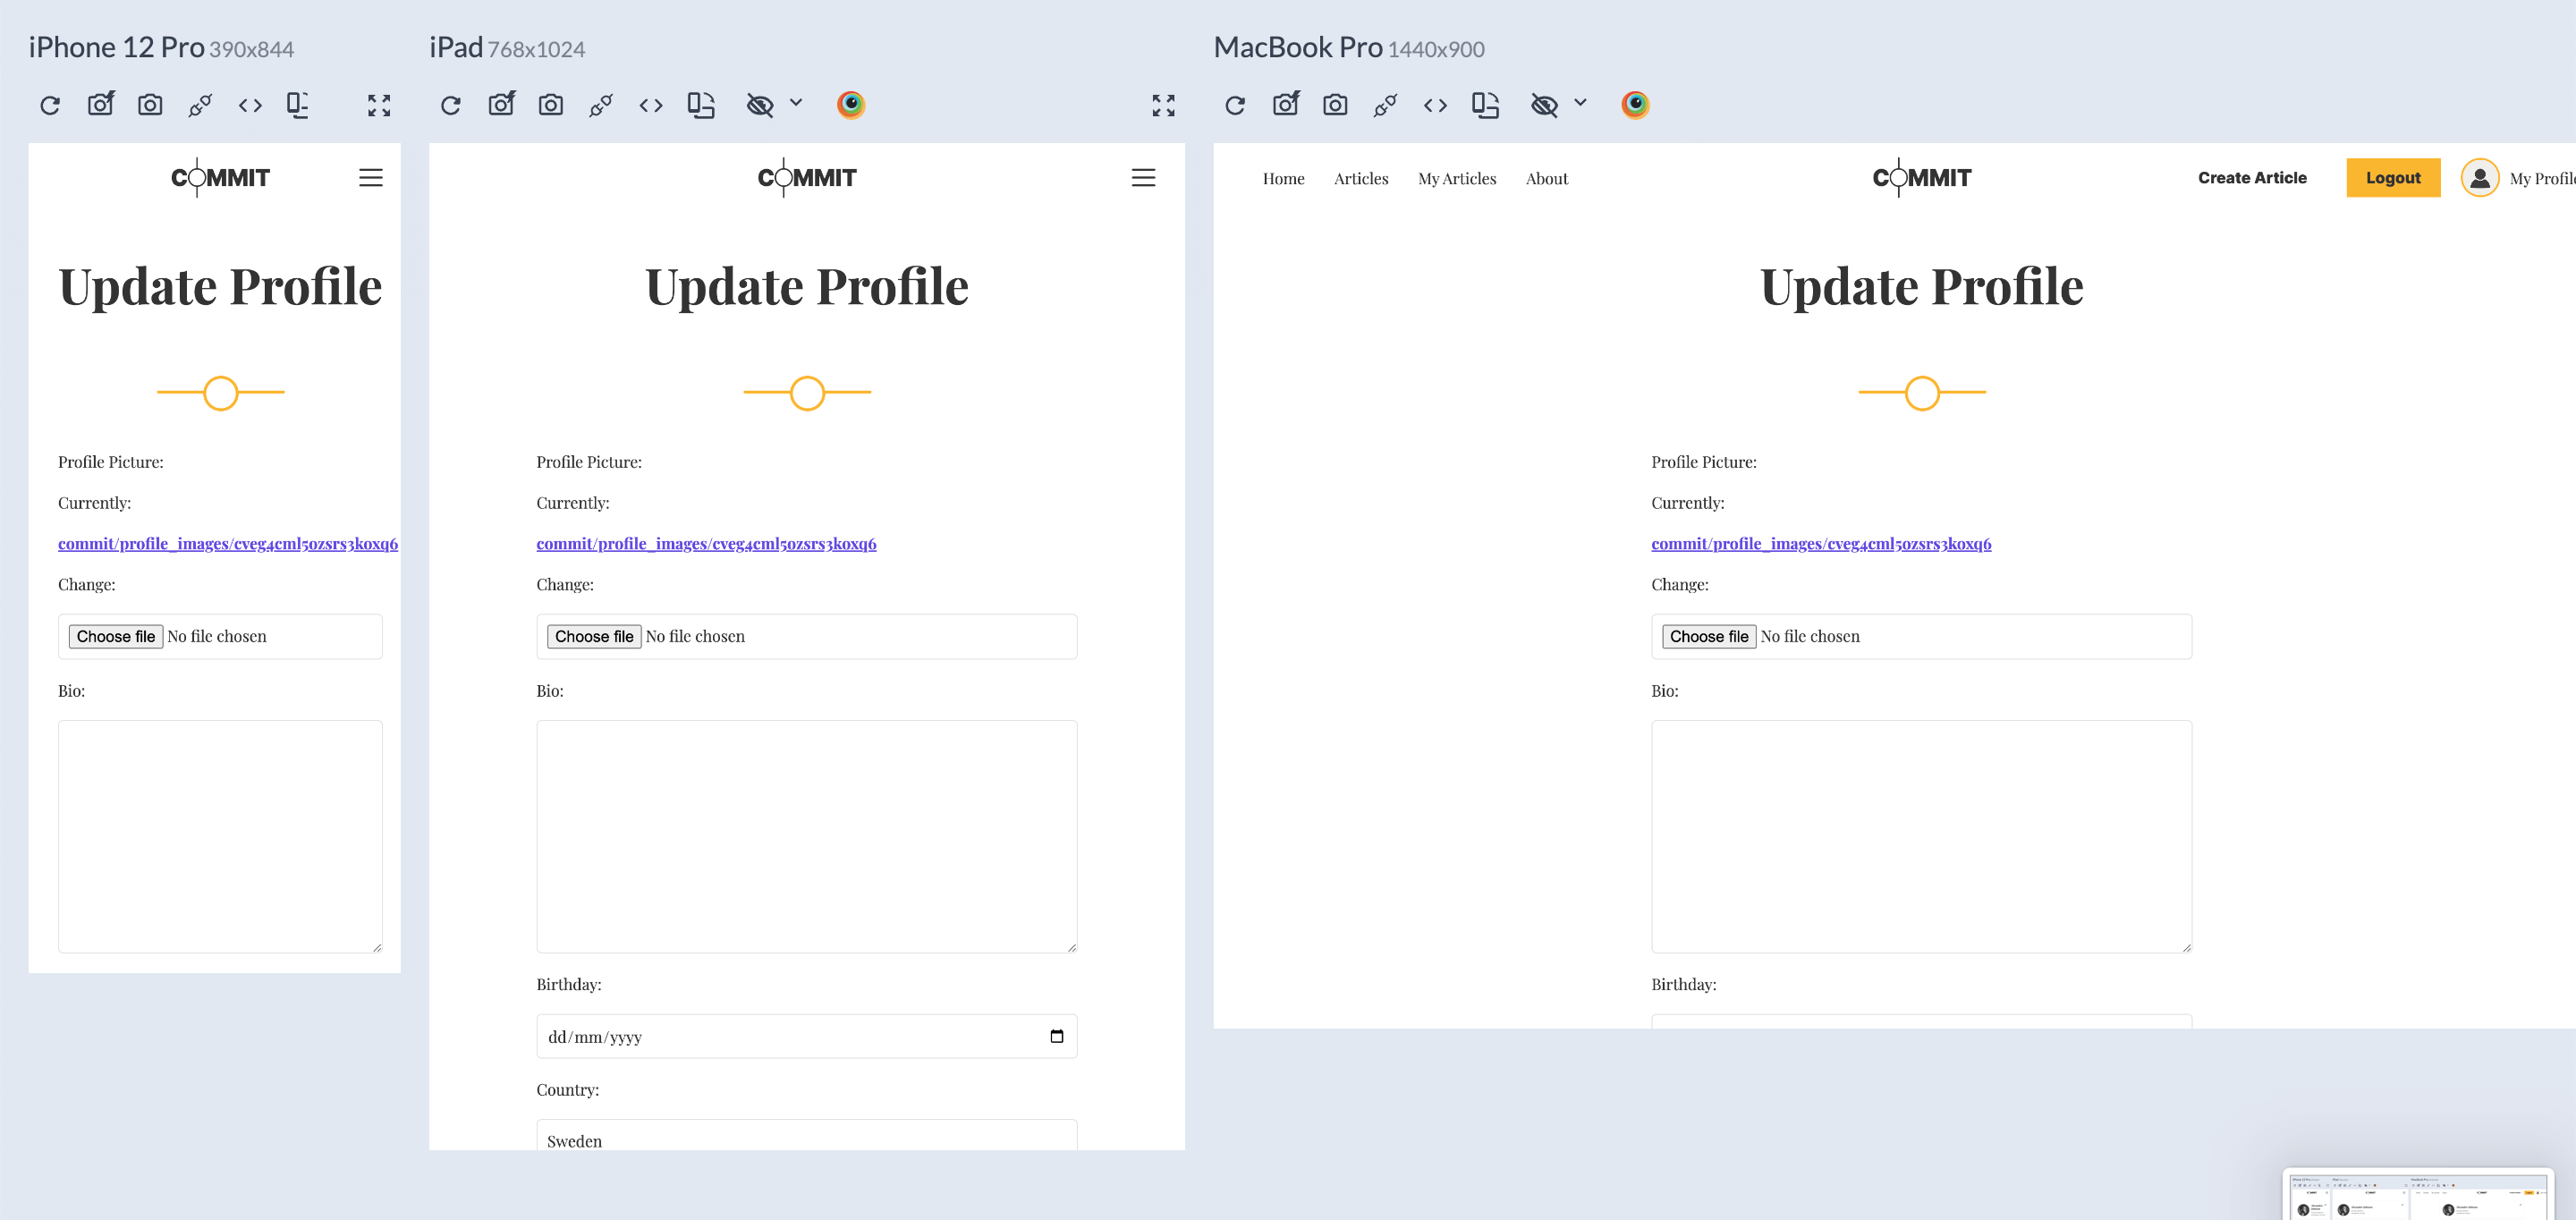 iPhone 12 Pro 390x844
COMMIT
Update Profile
Profile Picture:
Currently:
commit/profile_images/cveg4cml5ozsrs3koxq6
Change:
Choose file No file chosen
Bio:
iPad 768x1024
COMMIT
Update Profile
Profile Picture:
Currently:
commit/profile_images/cveg4cml5ozsrs3koxq6
Change:
Choose file No file chosen
Bio:
Birthday:
dd/mm/yyyy
Country:
Sweden
MacBook Pro 1440x900
Home Articles My Articles About COMMIT Create Article Logout My Profile
Update Profile
Profile Picture:
Currently:
commit/profile_images/cveg4cml5ozsrs3koxq6
Change:
Choose file No file chosen
Bio:
Birthday: